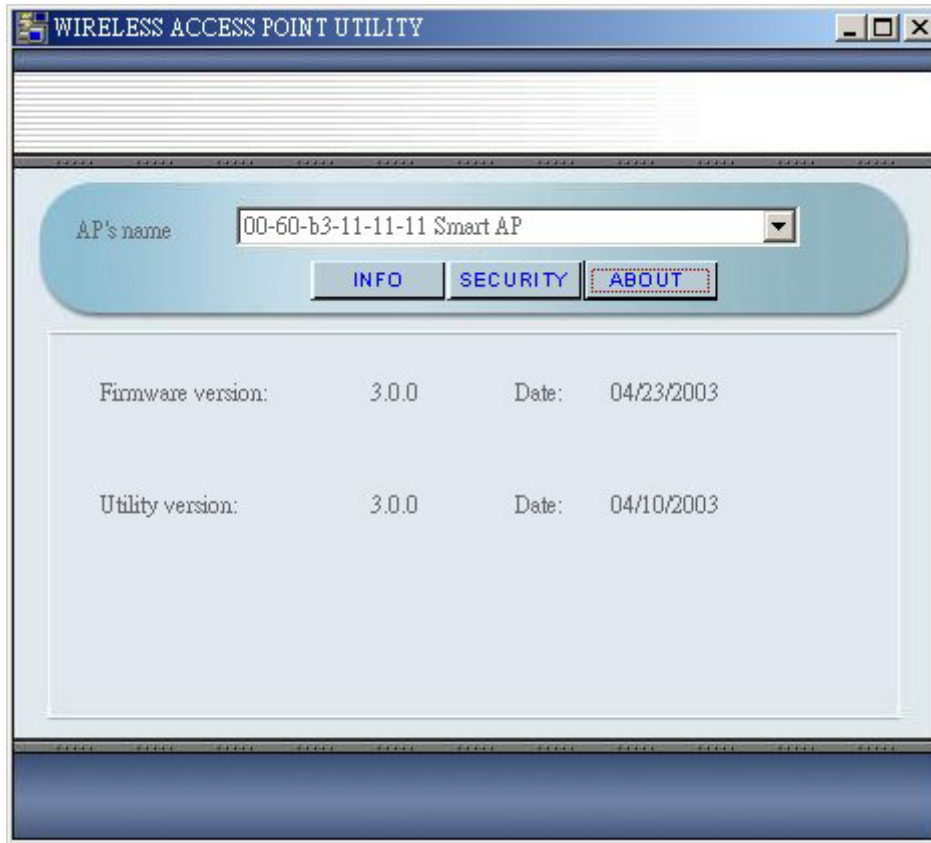 WIRELESS ACCESS POINT UTILITY
AP's name 00-60-b3-11-11-11 Smart AP
INFO SECURITY ABOUT
Firmware version: 3.0.0 Date: 04/23/2003
Utility version: 3.0.0 Date: 04/10/2003